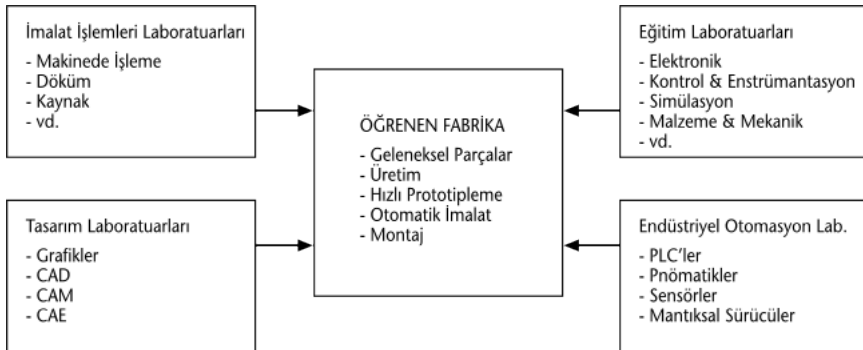 İmalat İşlemleri Laboratuarları
- Makinede İşleme
- Döküm
- Kaynak
- vd.
Tasarım Laboratuarları
- Grafikler
- CAD
- CAM
- CAE
ÖĞRENEN FABRİKA
- Geleneksel Parçalar
- Üretim
- Hızlı Prototipleme
- Otomatik İmalat
- Montaj
Eğitim Laboratuarları
- Elektronik
- Kontrol & Enstrümantasyon
- Simülasyon
- Malzeme & Mekanik
- vd.
Endüstriyel Otomasyon Lab.
- PLC'ler
- Pnömatikler
- Sensörler
- Mantıksal Sürücüler